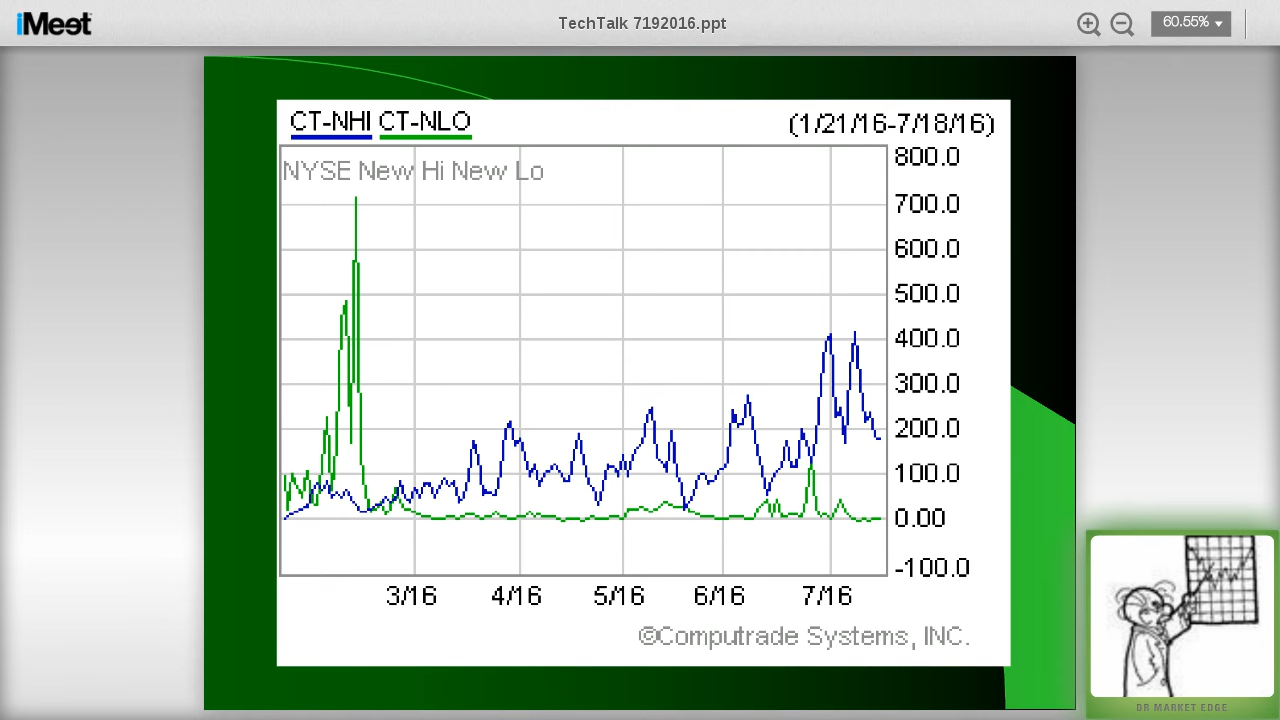 iMeet
TechTalk 7192016.ppt
60.55%
CT-NHI CT-NLO
(1/21/16-7/18/16)
NYSE New Hi New Lo
800.0
700.0
600.0
500.0
400.0
300.0
200.0
100.0
0.00
-100.0
3/16 4/16 5/16 6/16 7/16
©Computrade Systems, INC.
DR MARKET EDGE